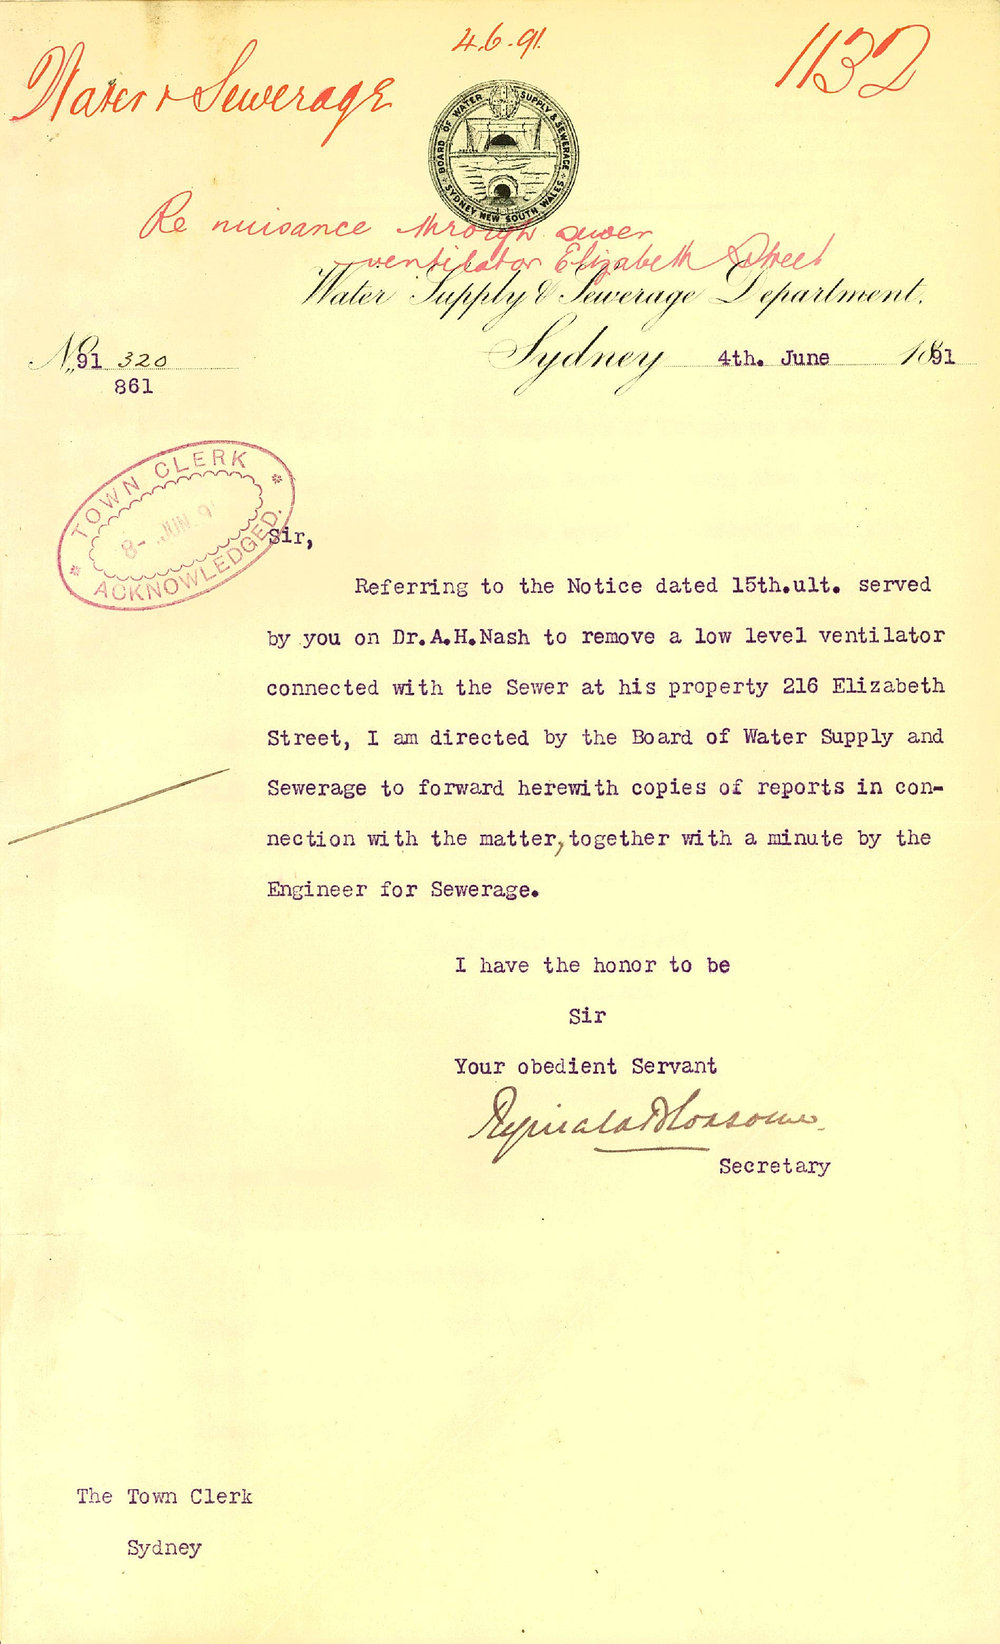 4.6.91.
1132
Water & Sewerage
BOARD OF WATER SUPPLY & SEWERAGE
SYDNEY NEW SOUTH WALES
Re nuisance through sewer
ventilator Elizabeth Street
Water Supply & Sewerage Department.
No. 91 320
861
Sydney 4th. June 1891
TOWN CLERK
8- JUN. 9
ACKNOWLEDGED.
Sir,
Referring to the Notice dated 15th.ult. served
by you on Dr.A.H.Nash to remove a low level ventilator
connected with the Sewer at his property 216 Elizabeth
Street, I am directed by the Board of Water Supply and
Sewerage to forward herewith copies of reports in con-
nection with the matter, together with a minute by the
Engineer for Sewerage.
I have the honor to be
Sir
Your obedient Servant
Secretary
The Town Clerk
Sydney